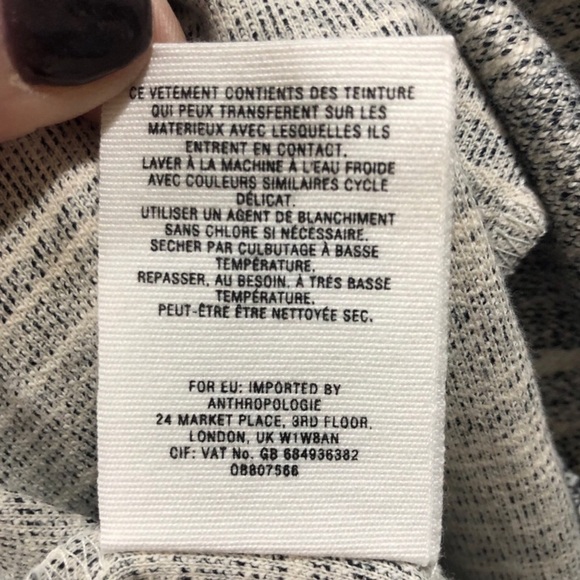 CE VETEMENT CONTIENTS DES TEINTURE
QUI PEUX TRANSFERENT SUR LES
MATERIEUX AVEC LESQUELLES ILS
ENTRENT EN CONTACT.
LAVER À LA MACHINE À L'EAU FROIDE
AVEC COULEURS SIMILAIRES CYCLE
DÉLICAT.
UTILISER UN AGENT DE BLANCHIMENT
SANS CHLORE SI NÉCESSAIRE.
SECHER PAR CULBUTAGE À BASSE
TEMPÉRATURE.
REPASSER, AU BESOIN, À TRÈS BASSE
TEMPÉRATURE.
PEUT-ÊTRE ÊTRE NETTOYÉE SEC.
FOR EU: IMPORTED BY
ANTHROPOLOGIE
24 MARKET PLACE, 3RD FLOOR,
LONDON, UK W1W8AN
CIF: VAT No. GB 684936382
08807566